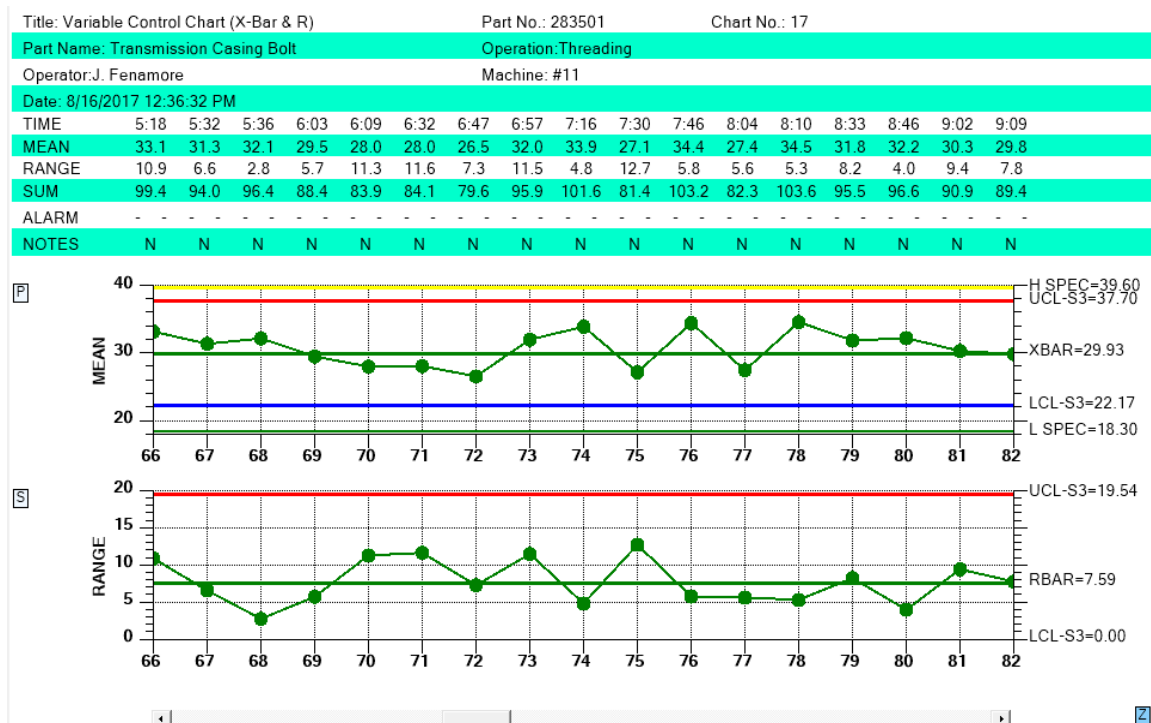 Title: Variable Control Chart (X-Bar & R) Part No.: 283501 Chart No.: 17
Part Name: Transmission Casing Bolt Operation:Threading
Operator:J. Fenamore Machine: #11
Date: 8/16/2017 12:36:32 PM
TIME 5:18 5:32 5:36 6:03 6:09 6:32 6:47 6:57 7:16 7:30 7:46 8:04 8:10 8:33 8:46 9:02 9:09
MEAN 33.1 31.3 32.1 29.5 28.0 28.0 26.5 32.0 33.9 27.1 34.4 27.4 34.5 31.8 32.2 30.3 29.8
RANGE 10.9 6.6 2.8 5.7 11.3 11.6 7.3 11.5 4.8 12.7 5.8 5.6 5.3 8.2 4.0 9.4 7.8
SUM 99.4 94.0 96.4 88.4 83.9 84.1 79.6 95.9 101.6 81.4 103.2 82.3 103.6 95.5 96.6 90.9 89.4
ALARM - - - - - - - - - - - - - - - - - - - - - - - - - - - - - - - - - -
NOTES N N N N N N N N N N N N N N N N N
P
MEAN
40
30
20
H SPEC=39.60
UCL-S3=37.70
XBAR=29.93
LCL-S3=22.17
L SPEC=18.30
66 67 68 69 70 71 72 73 74 75 76 77 78 79 80 81 82
S
RANGE
20
15
10
5
0
UCL-S3=19.54
RBAR=7.59
LCL-S3=0.00
66 67 68 69 70 71 72 73 74 75 76 77 78 79 80 81 82
Z